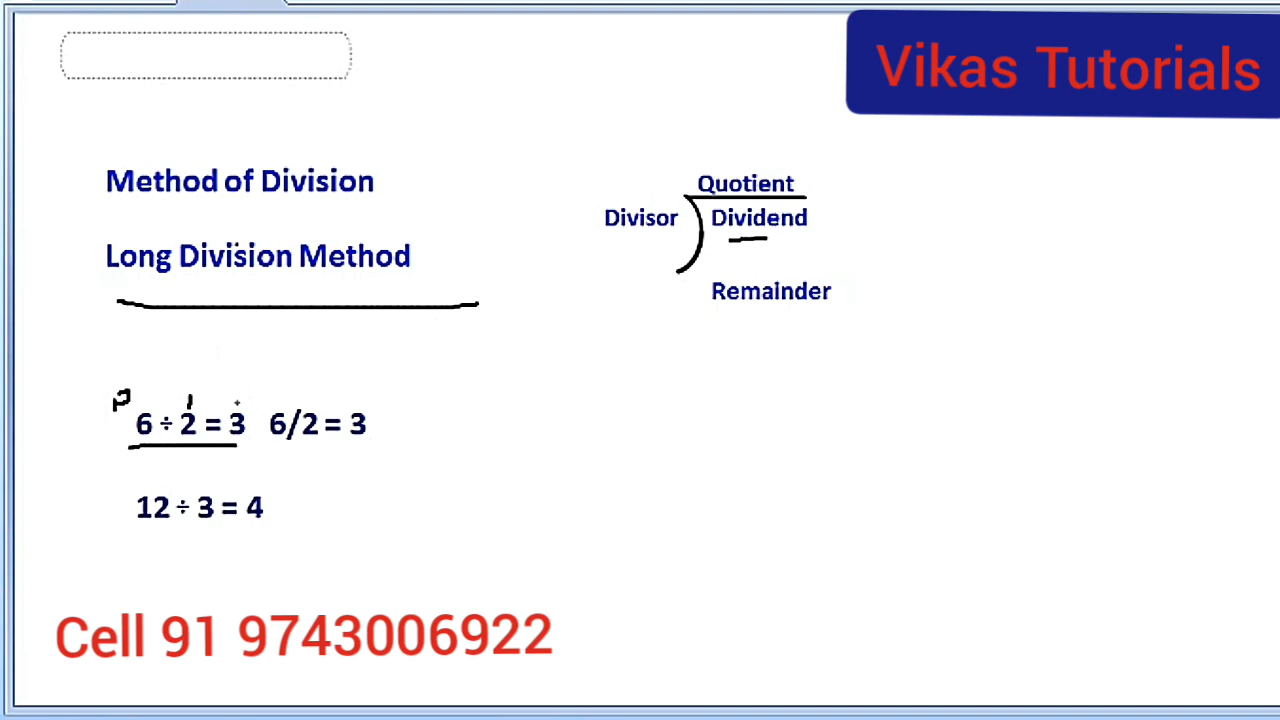 Vikas Tutorials
Method of Division
Long Division Method
Quotient
Divisor Dividend
Remainder
6 ÷ 2 = 3 6/2 = 3
12 ÷ 3 = 4
Cell 91 9743006922